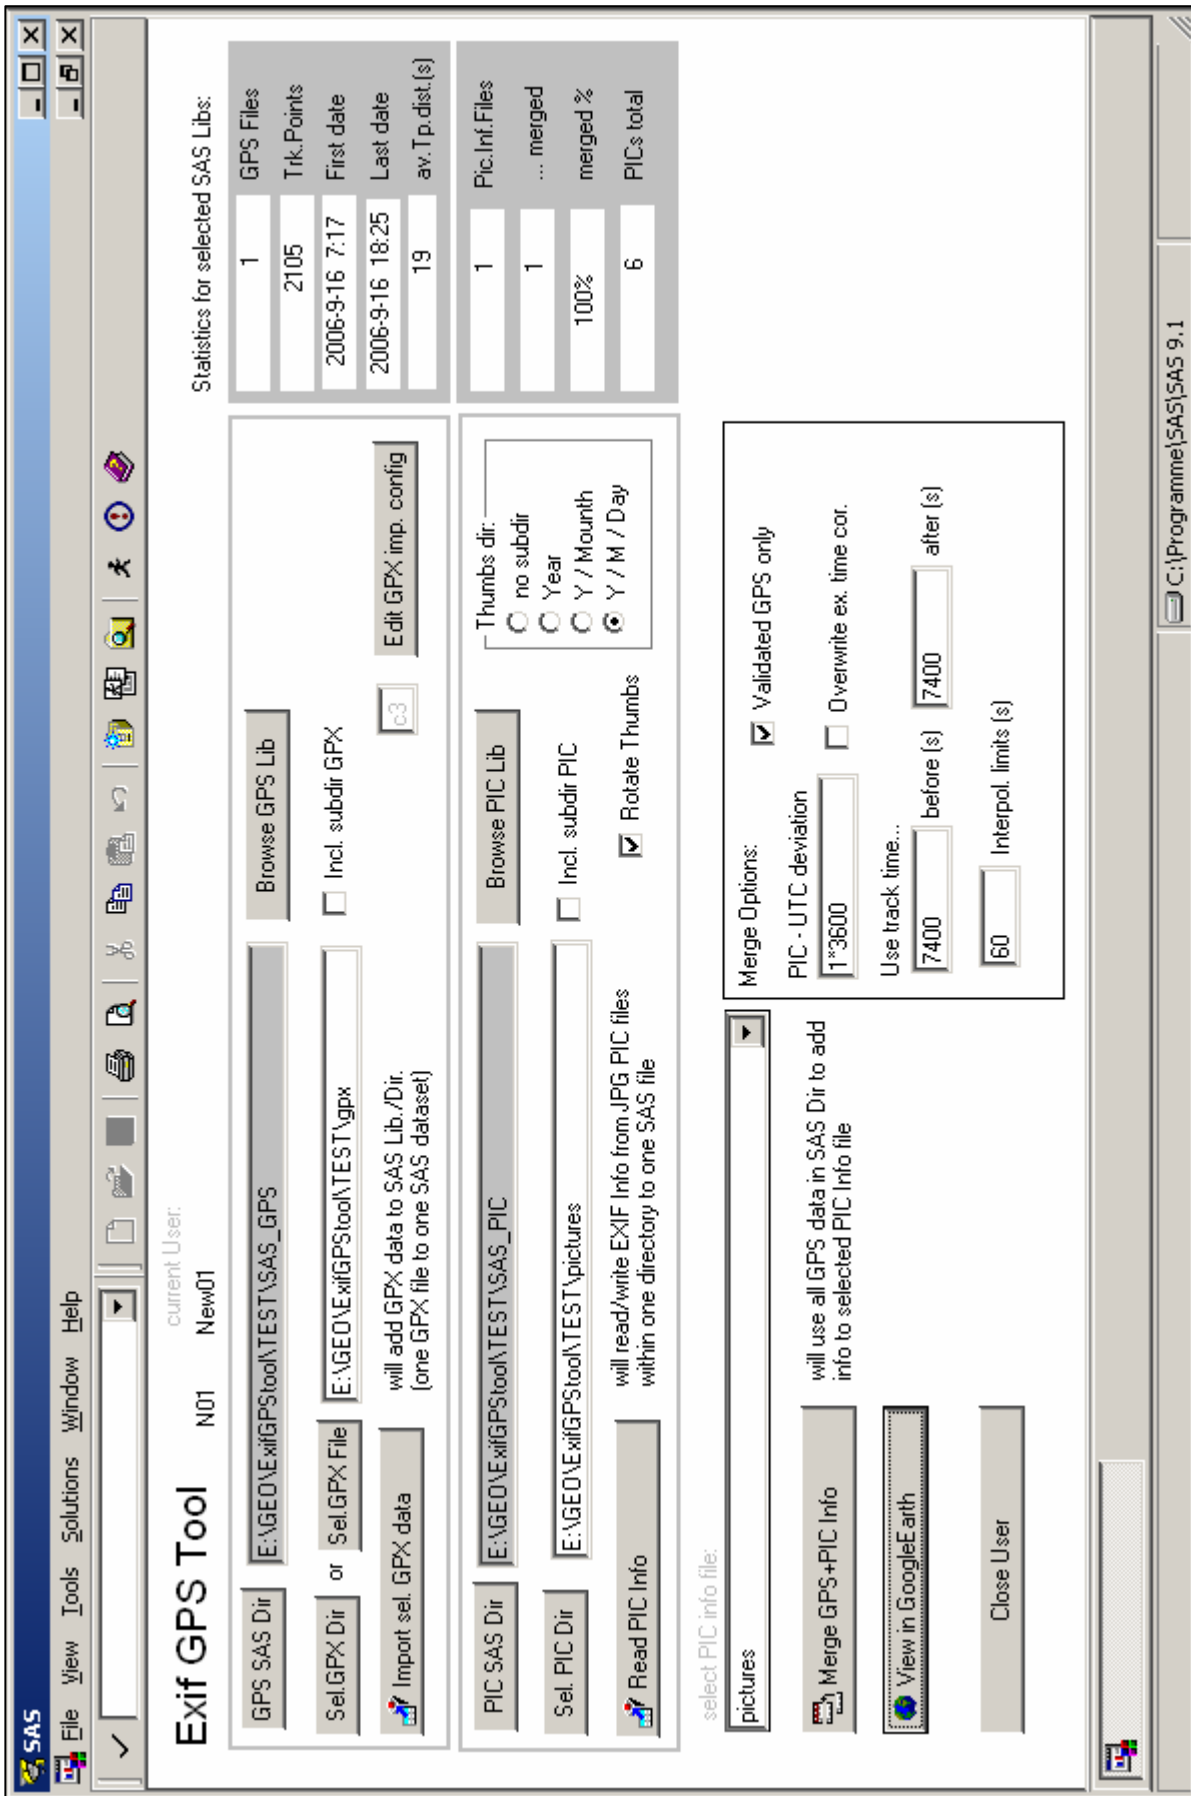 SAS
File View Tools Solutions Window Help
current User:
Exif GPS Tool N01 New01
Statistics for selected SAS Libs:
GPS SAS Dir E:\GEO\ExifGPStool\TEST\SAS_GPS Browse GPS Lib
Sel.GPX Dir or Sel.GPX File E:\GEO\ExifGPStool\TEST\gpx Incl. subdir GPX
Import sel. GPX data will add GPX data to SAS Lib./Dir.
(one GPX file to one SAS dataset)
c3 Edit GPX imp. config
1 GPS Files
2105 Trk.Points
2006-9-16 7:17 First date
2006-9-16 18:25 Last date
19 av.Tp.dist.(s)
PIC SAS Dir E:\GEO\ExifGPStool\TEST\SAS_PIC Browse PIC Lib
Sel. PIC Dir E:\GEO\ExifGPStool\TEST\pictures Incl. subdir PIC
Read PIC Info will read/write EXIF Info from JPG PIC files
within one directory to one SAS file
Rotate Thumbs
Thumbs dir:
no subdir
Year
Y / Mounth
Y / M / Day
1 Pic.Inf.Files
1 ... merged
100% merged %
6 PICs total
select PIC info file:
pictures
Merge GPS+PIC Info will use all GPS data in SAS Dir to add
info to selected PIC Info file
View in GoogleEarth
Close User
Merge Options:
Validated GPS only
PIC - UTC deviation
1*3600 Overwrite ex. time cor.
Use track time...
7400 before (s) 7400 after (s)
60 Interpol. limits (s)
C:\Programme\SAS\SAS 9.1